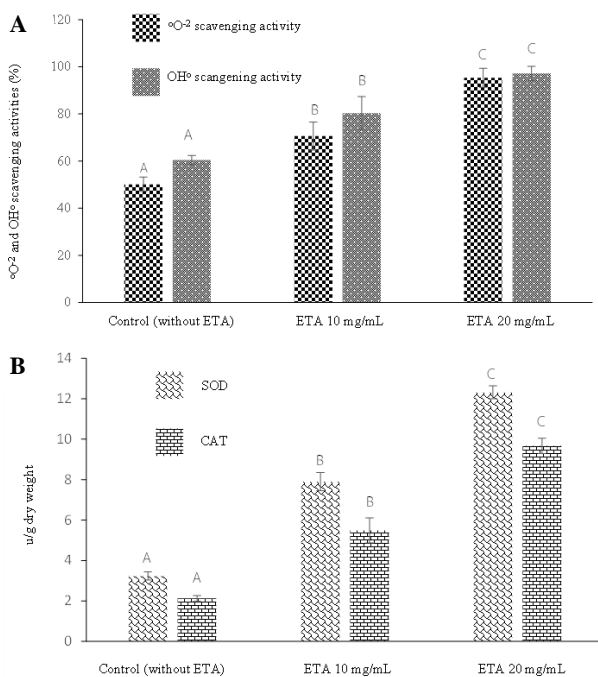 A
°O-2 and OH° scavenging activities (%)
120
100
80
60
40
20
0
°O-2 scavenging activity
OH° scangening activity
A
A
B
B
C
C
Control (without ETA)
ETA 10 mg/mL
ETA 20 mg/mL
B
u/g dry weight
14
12
10
8
6
4
2
0
SOD
CAT
A
A
B
B
C
C
Control (without ETA)
ETA 10 mg/mL
ETA 20 mg/mL